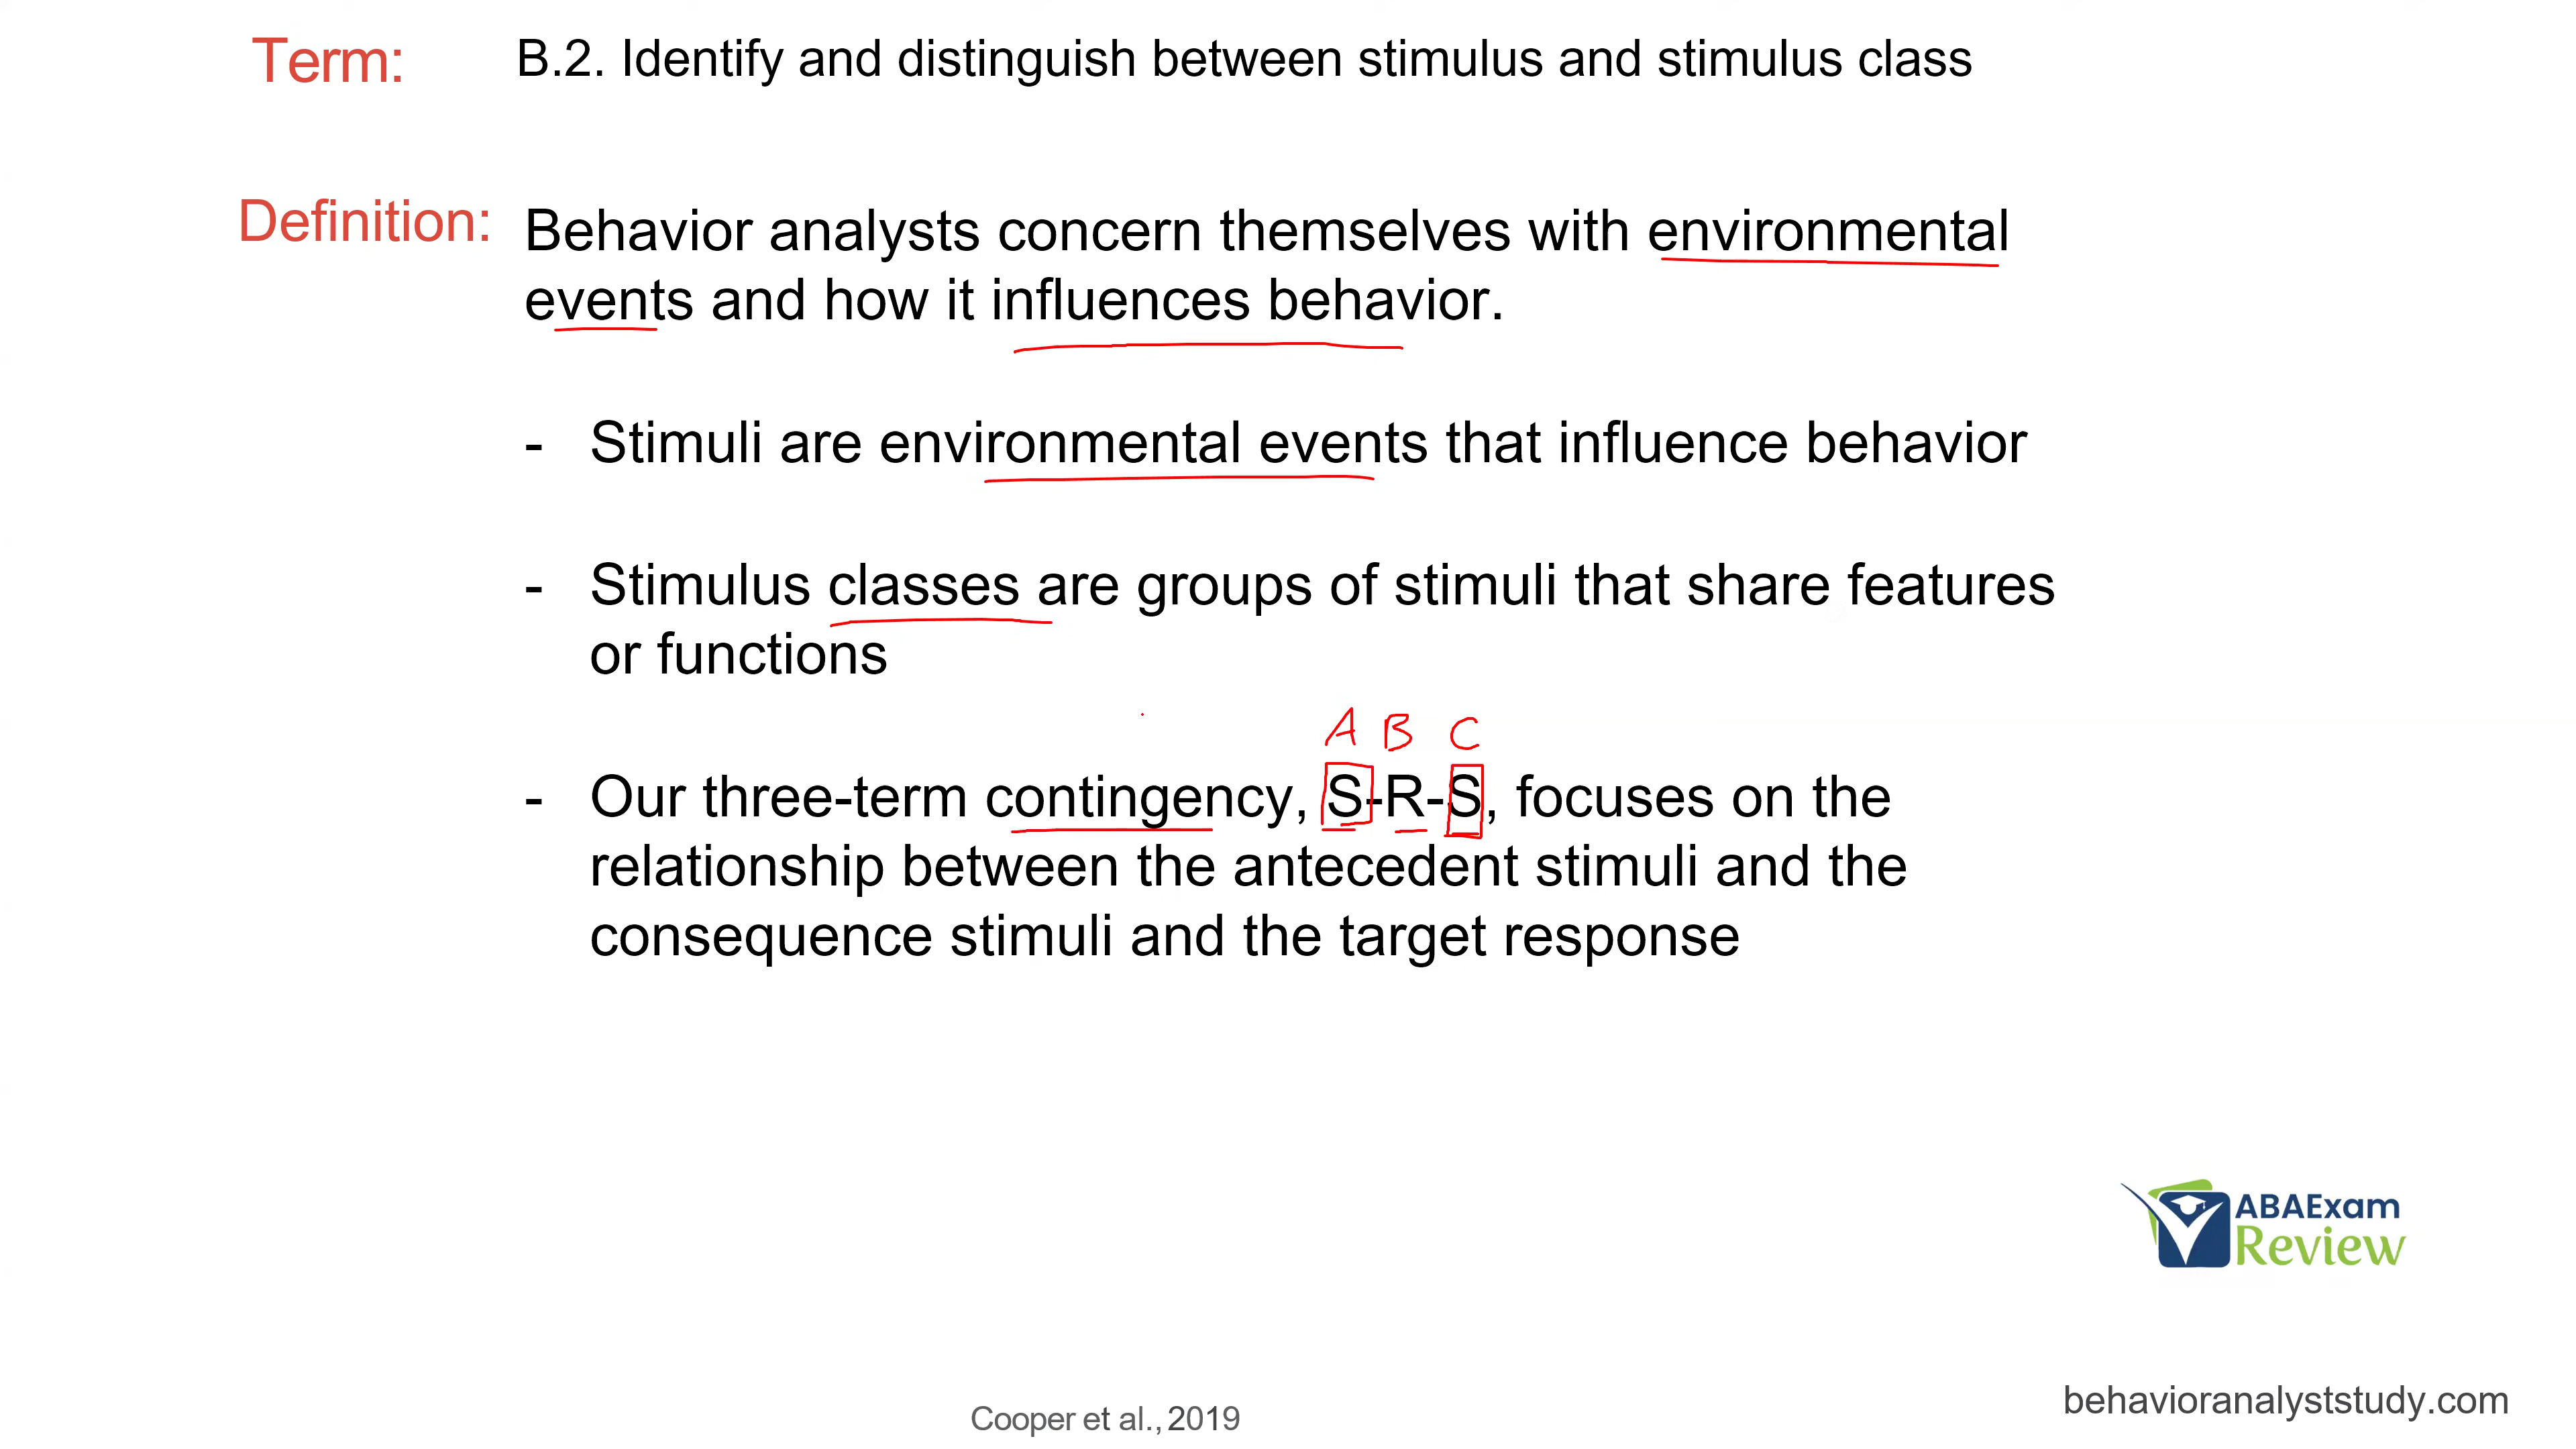 Term: B.2. Identify and distinguish between stimulus and stimulus class
Definition: Behavior analysts concern themselves with environmental
events and how it influences behavior.
- Stimuli are environmental events that influence behavior
- Stimulus classes are groups of stimuli that share features
or functions
A B C
- Our three-term contingency, S-R-S, focuses on the
relationship between the antecedent stimuli and the
consequence stimuli and the target response
ABAExam
Review
behavioranalyststudy.com
Cooper et al., 2019